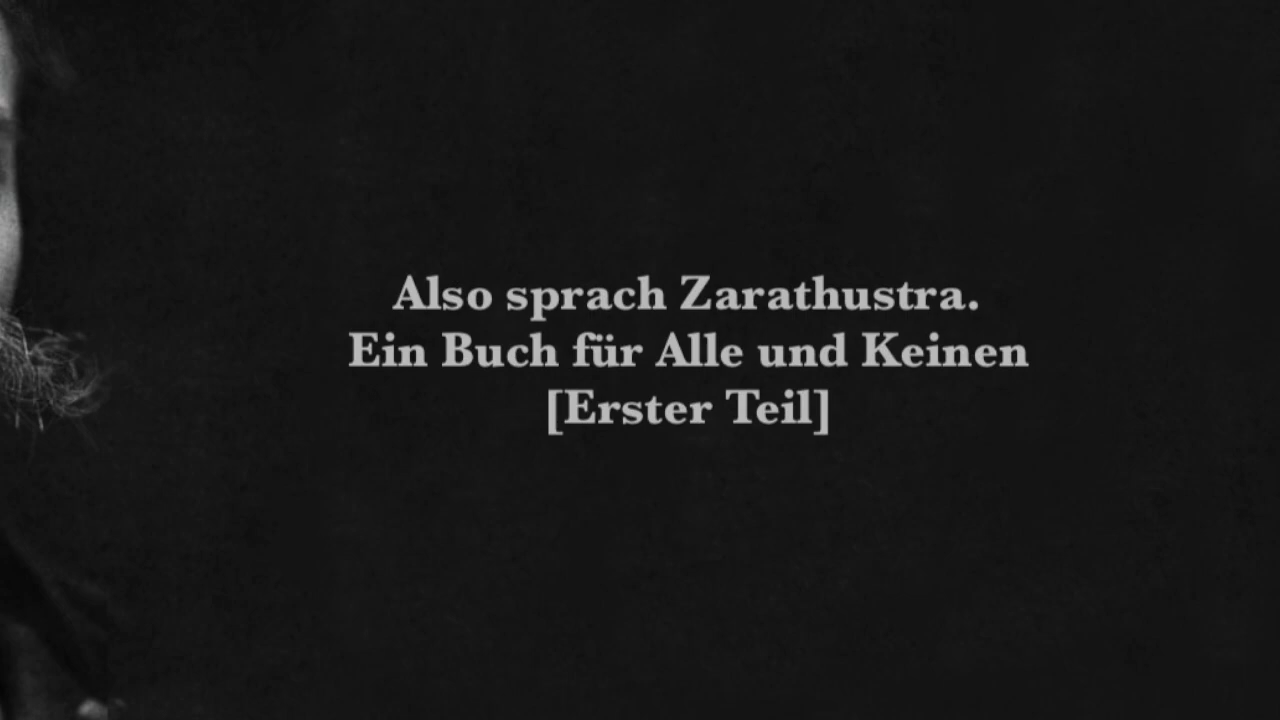 Also sprach Zarathustra.
Ein Buch für Alle und Keinen
[Erster Teil]